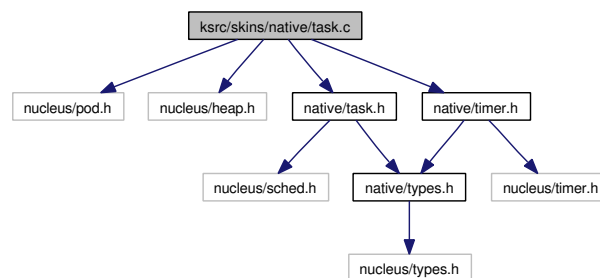 ksrc/skins/native/task.c
nucleus/pod.h
nucleus/heap.h
native/task.h
native/timer.h
nucleus/sched.h
native/types.h
nucleus/timer.h
nucleus/types.h